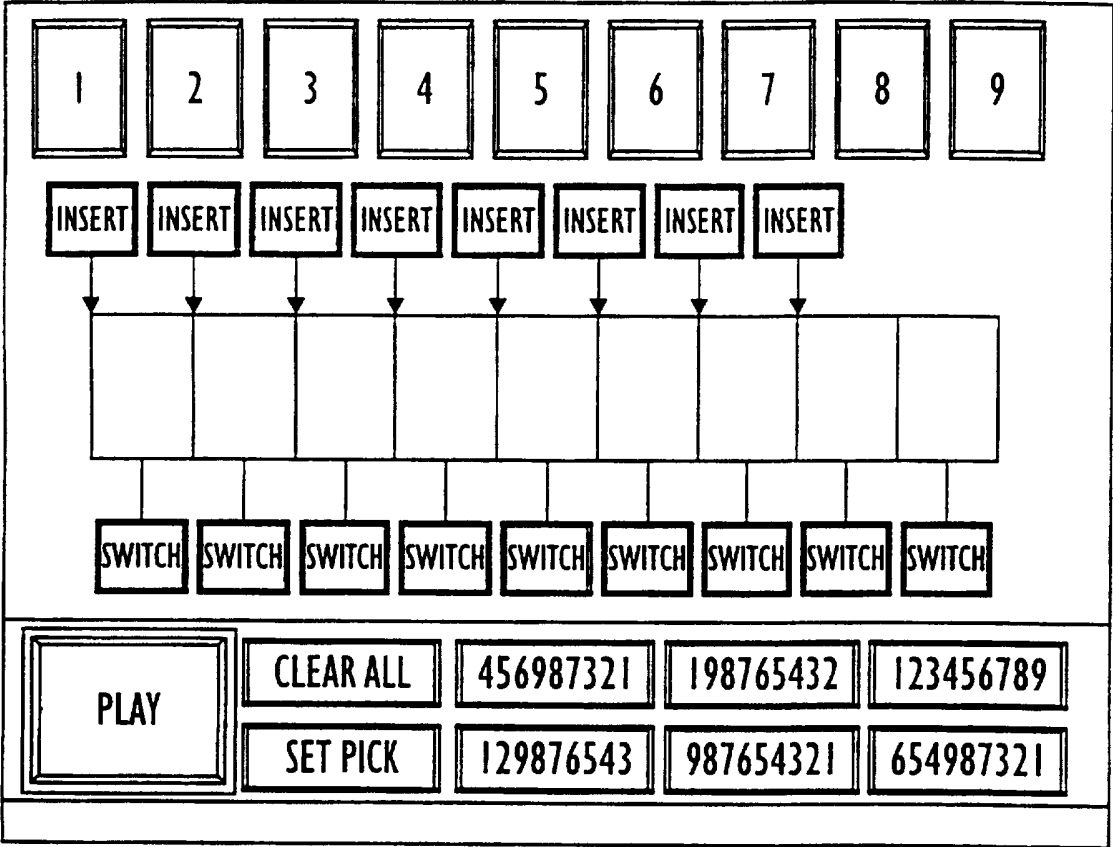 1 2 3 4 5 6 7 8 9
INSERT INSERT INSERT INSERT INSERT INSERT INSERT INSERT
SWITCH SWITCH SWITCH SWITCH SWITCH SWITCH SWITCH SWITCH SWITCH
PLAY
CLEAR ALL 456987321 198765432 123456789
SET PICK 129876543 987654321 654987321